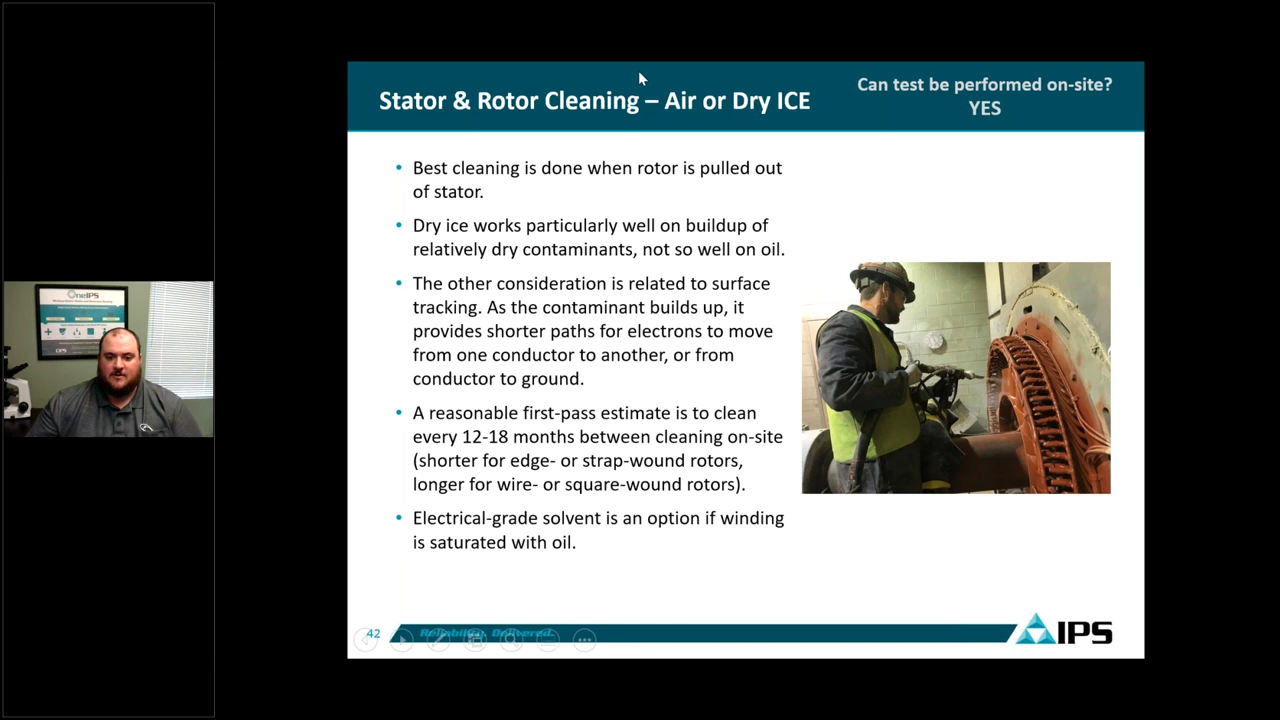 Stator & Rotor Cleaning – Air or Dry ICE
Can test be performed on-site?
YES
• Best cleaning is done when rotor is pulled out
of stator.
• Dry ice works particularly well on buildup of
relatively dry contaminants, not so well on oil.
• The other consideration is related to surface
tracking. As the contaminant builds up, it
provides shorter paths for electrons to move
from one conductor to another, or from
conductor to ground.
• A reasonable first-pass estimate is to clean
every 12-18 months between cleaning on-site
(shorter for edge- or strap-wound rotors,
longer for wire- or square-wound rotors).
• Electrical-grade solvent is an option if winding
is saturated with oil.
42
Reliability. Delivered.
IPS
OneIPS